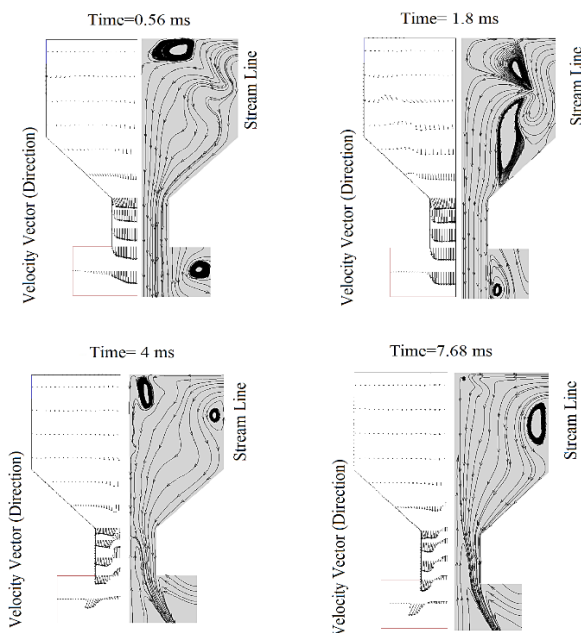 Time=0.56 ms
Velocity Vector (Direction)
Stream Line
Time= 1.8 ms
Velocity Vector (Direction)
Stream Line
Time= 4 ms
Velocity Vector (Direction)
Stream Line
Time=7.68 ms
Velocity Vector (Direction)
Stream Line